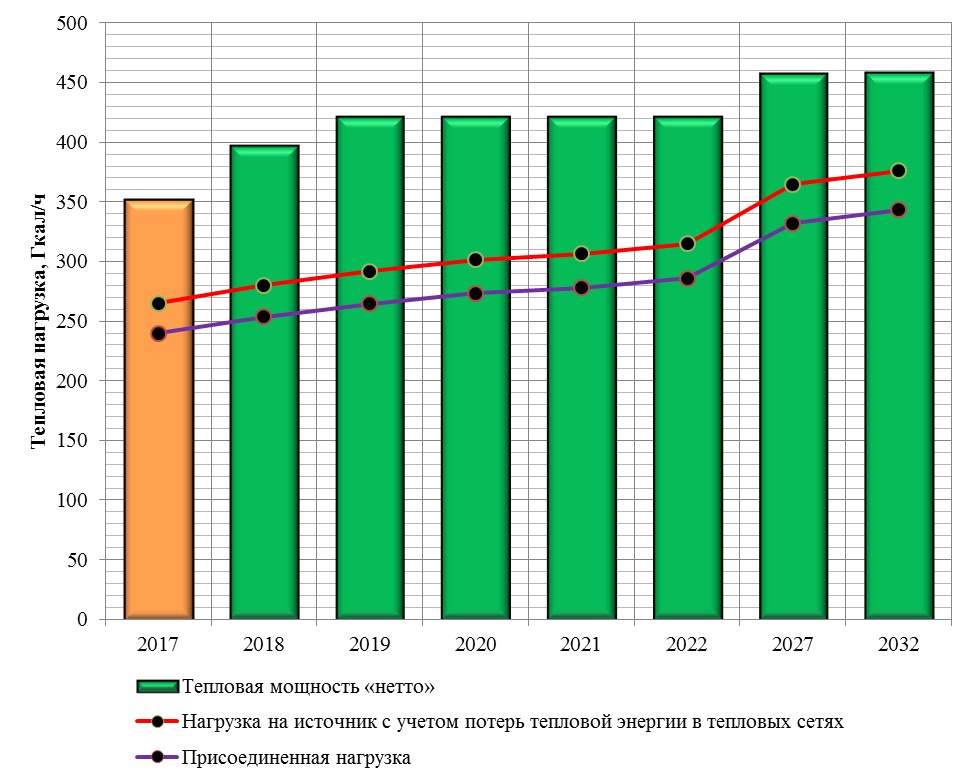 Тепловая нагрузка, Гкал/ч
500
450
400
350
300
250
200
150
100
50
0
2017 2018 2019 2020 2021 2022 2027 2032
Тепловая мощность «нетто»
Нагрузка на источник с учетом потерь тепловой энергии в тепловых сетях
Присоединенная нагрузка